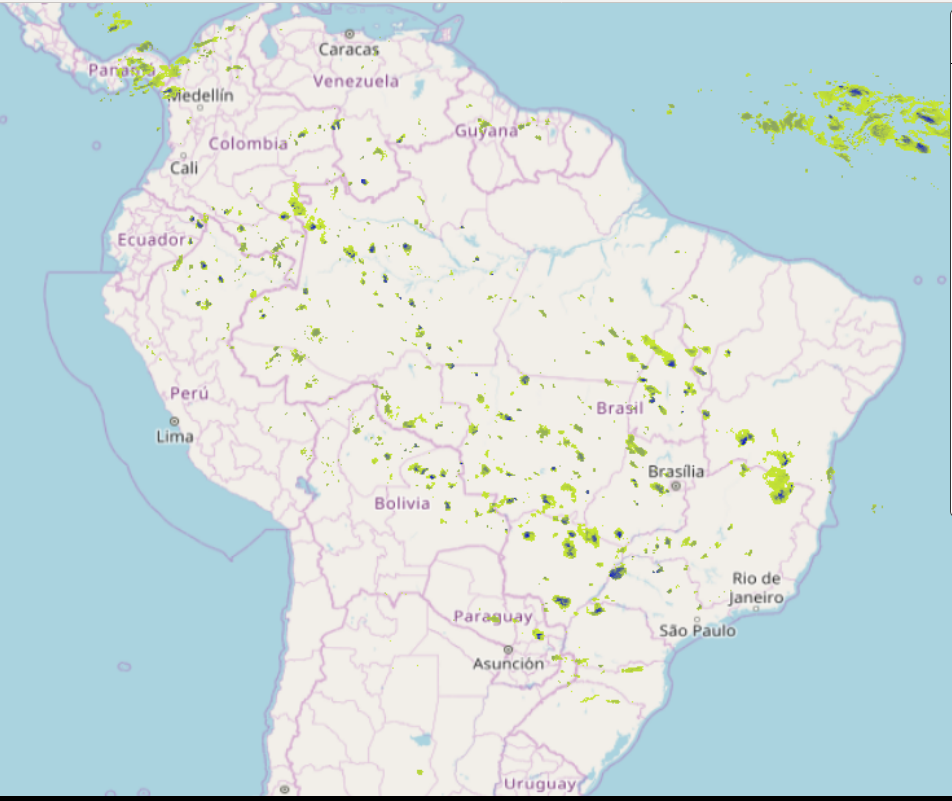 Caracas
Panamá
Venezuela
Medellín
Guyana
Colombia
Cali
Ecuador
Perú
Brasil
Lima
Brasília
Bolivia
Rio de
Janeiro
Paraguay
São Paulo
Asunción
Uruguay